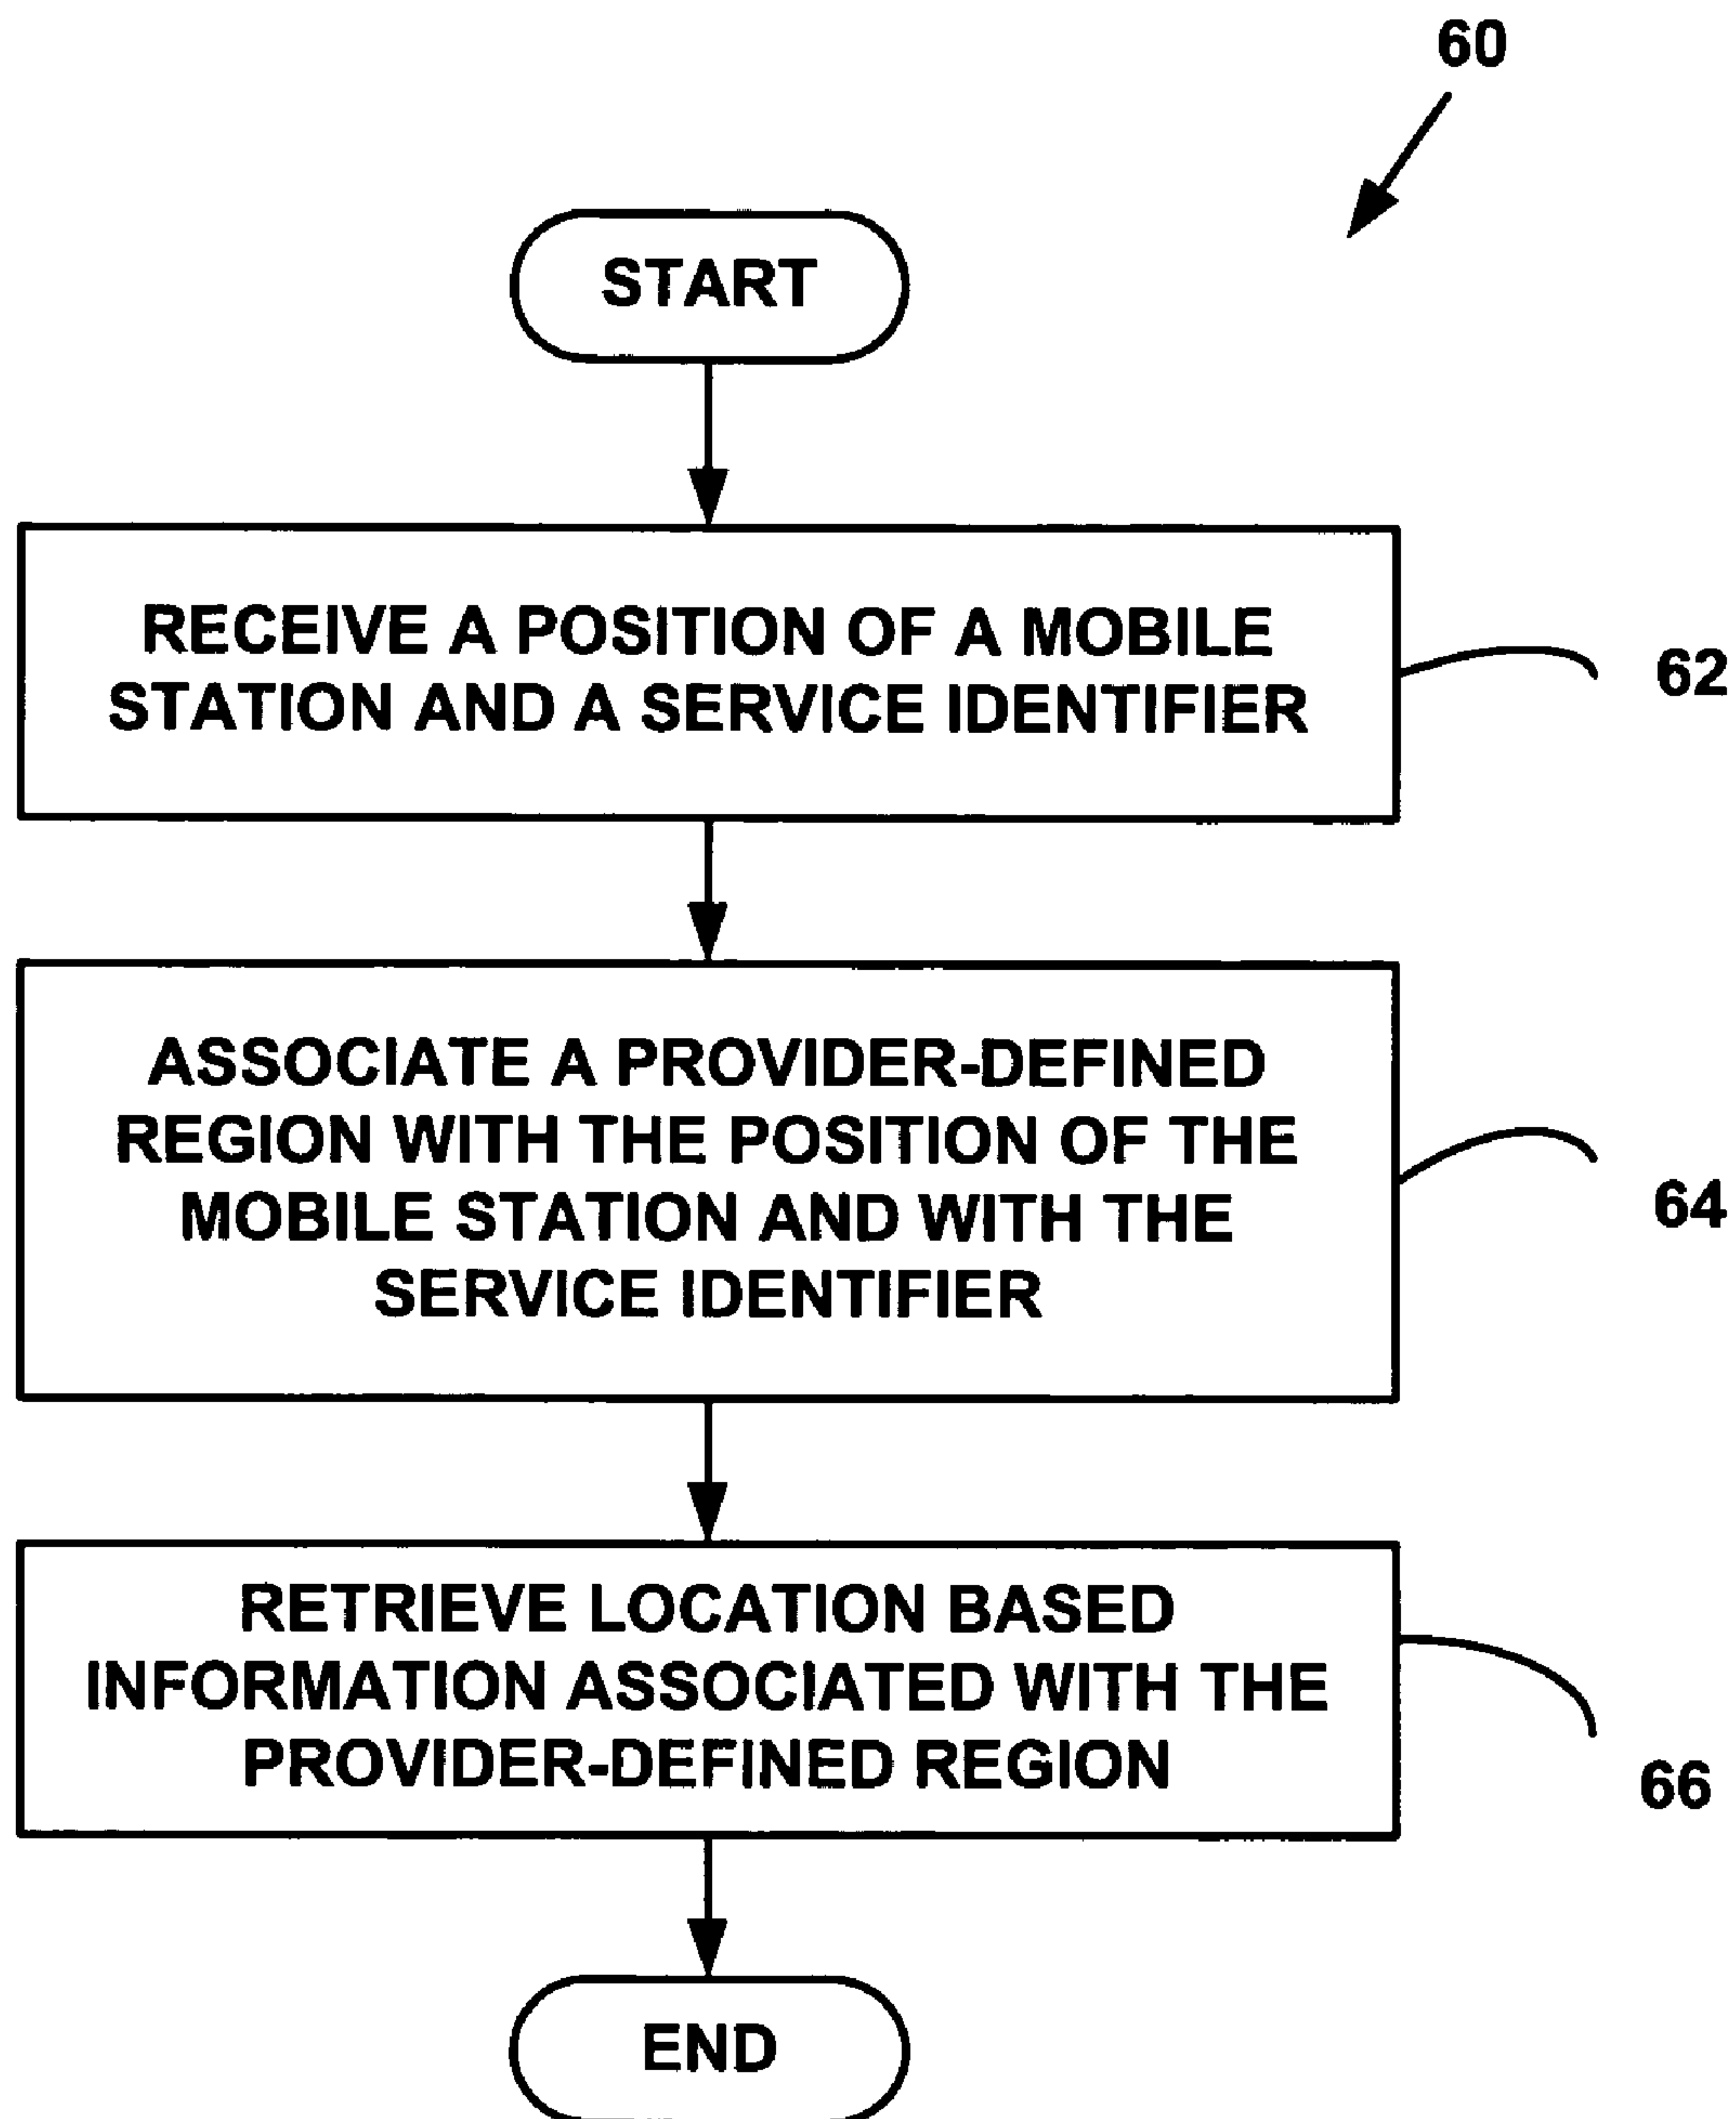 60
START
RECEIVE A POSITION OF A MOBILE
STATION AND A SERVICE IDENTIFIER
62
ASSOCIATE A PROVIDER-DEFINED
REGION WITH THE POSITION OF THE
MOBILE STATION AND WITH THE
SERVICE IDENTIFIER
64
RETRIEVE LOCATION BASED
INFORMATION ASSOCIATED WITH THE
PROVIDER-DEFINED REGION
66
END